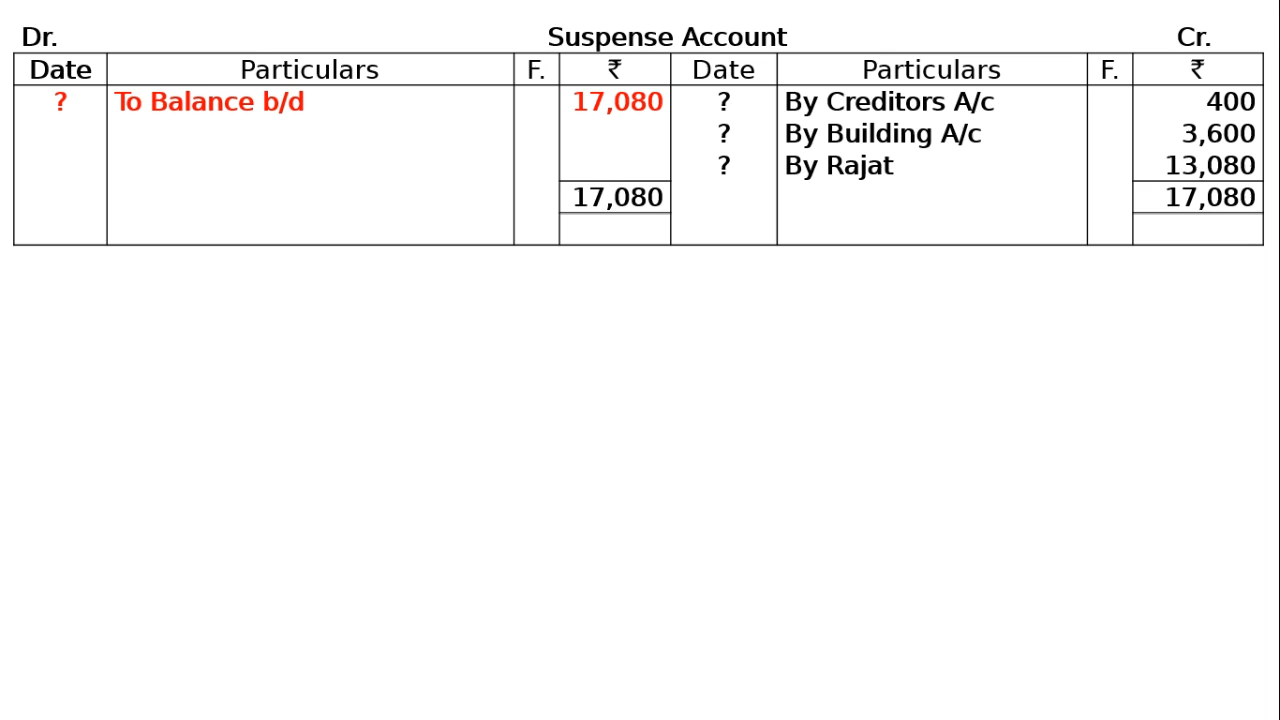 Dr. Suspense Account Cr.
Date Particulars F. ₹ Date Particulars F. ₹
? To Balance b/d 17,080 ? By Creditors A/c 400
? By Building A/c 3,600
? By Rajat 13,080
17,080 17,080